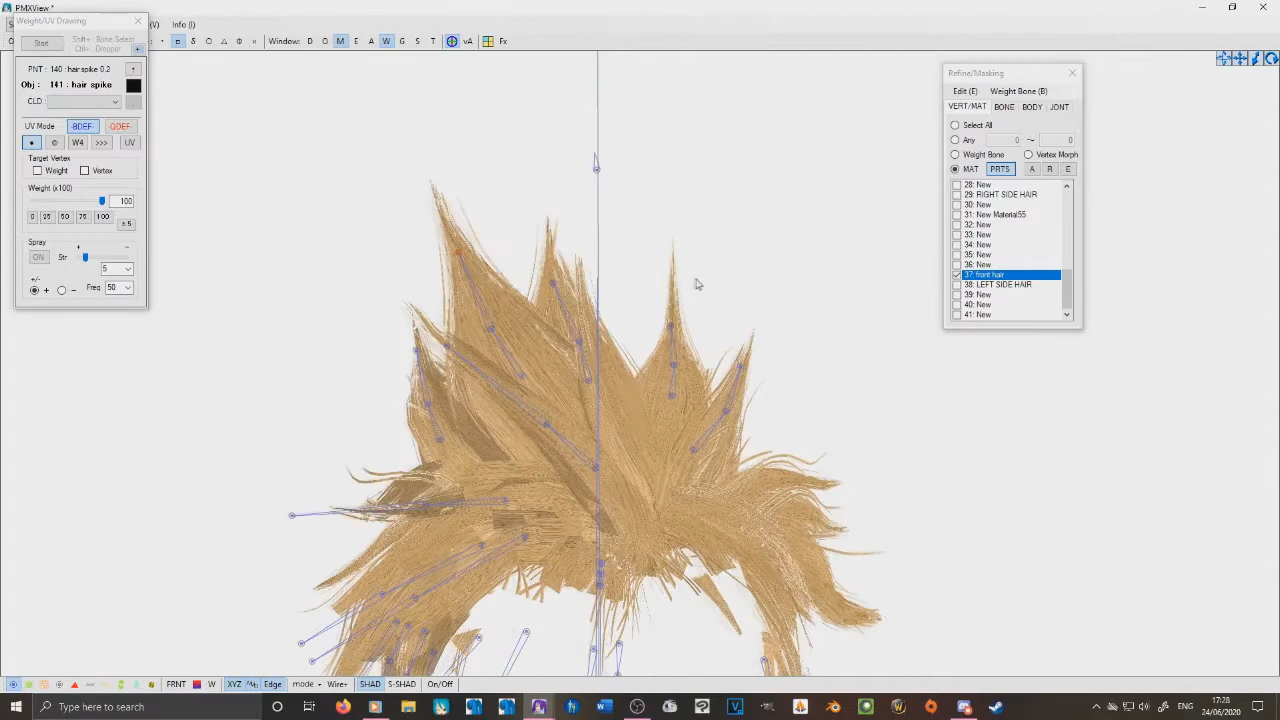 PMXView *
Weight/UV Drawing
(V) Info (I)
Start
Shift+ : Bone Select
Ctrl+ : Dropper
Window: D O M E A W G S T vA Fx
PNT : 140 : hair spike 0.2
Obj : 141 : hair spike
CLD :
UV Mode -BDEF- -QDEF-
W4 >>> UV
Target Vertex
Weight Vertex
Weight (x100)
100
0 25 50 75 100 ± 5
Spray + −
ON Str
5
+/-
+ − Freq 50
Refine/Masking
Edit (E) Weight Bone (B)
VERT/MAT BONE BODY JONT
Select All
Any 0 ～ 0
Weight Bone Vertex Morph
MAT PRTS A R E
28: New
29: RIGHT SIDE HAIR
30: New
31: New Material55
32: New
33: New
34: New
35: New
36: New
37: front hair
38: LEFT SIDE HAIR
39: New
40: New
41: New
FRNT W XYZ Edge mode Wire+ SHAD S-SHAD On/Off
Type here to search
ENG
17:28
24/06/2020